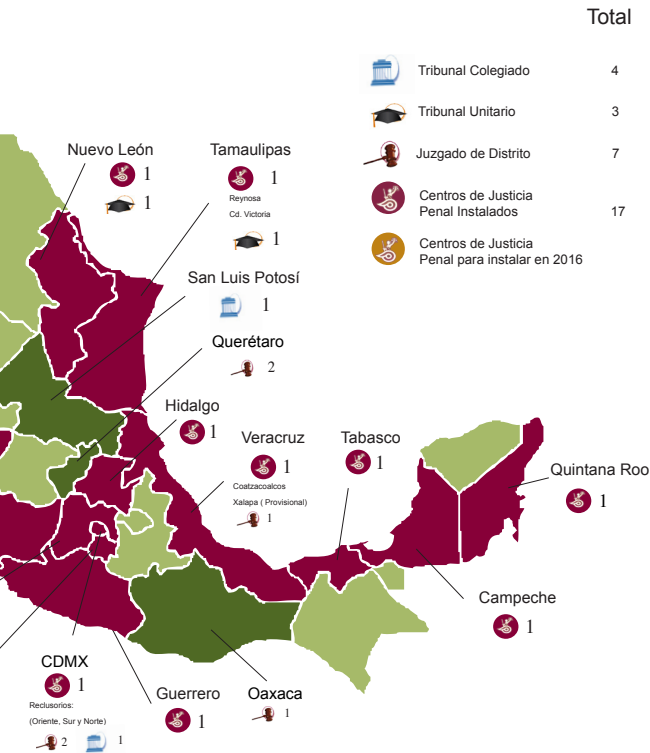 Total
Tribunal Colegiado 4
Tribunal Unitario 3
Juzgado de Distrito 7
Centros de Justicia
Penal Instalados 17
Centros de Justicia
Penal para instalar en 2016
Nuevo León
1
1
Tamaulipas
1
Reynosa
Cd. Victoria
1
San Luis Potosí
1
Querétaro
2
Hidalgo
1
Veracruz
1
Coatzacoalcos
Xalapa ( Provisional)
1
Tabasco
1
Quintana Roo
1
Campeche
1
CDMX
1
Reclusorios:
(Oriente, Sur y Norte)
2 1
Guerrero
1
Oaxaca
1